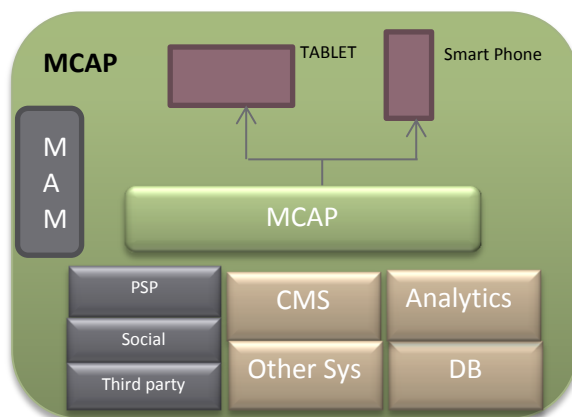 MCAP
TABLET
Smart Phone
M
A
M
MCAP
PSP
CMS
Analytics
Social
Other Sys
DB
Third party